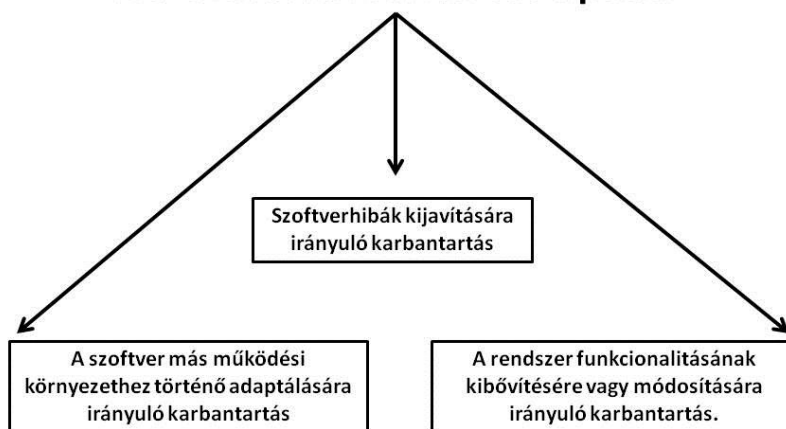 Szoftverhibák kijavítására
irányuló karbantartás
A szoftver más működési
környezethez történő adaptálására
irányuló karbantartás
A rendszer funkcionalitásának
kibővítésére vagy módosítására
irányuló karbantartás.